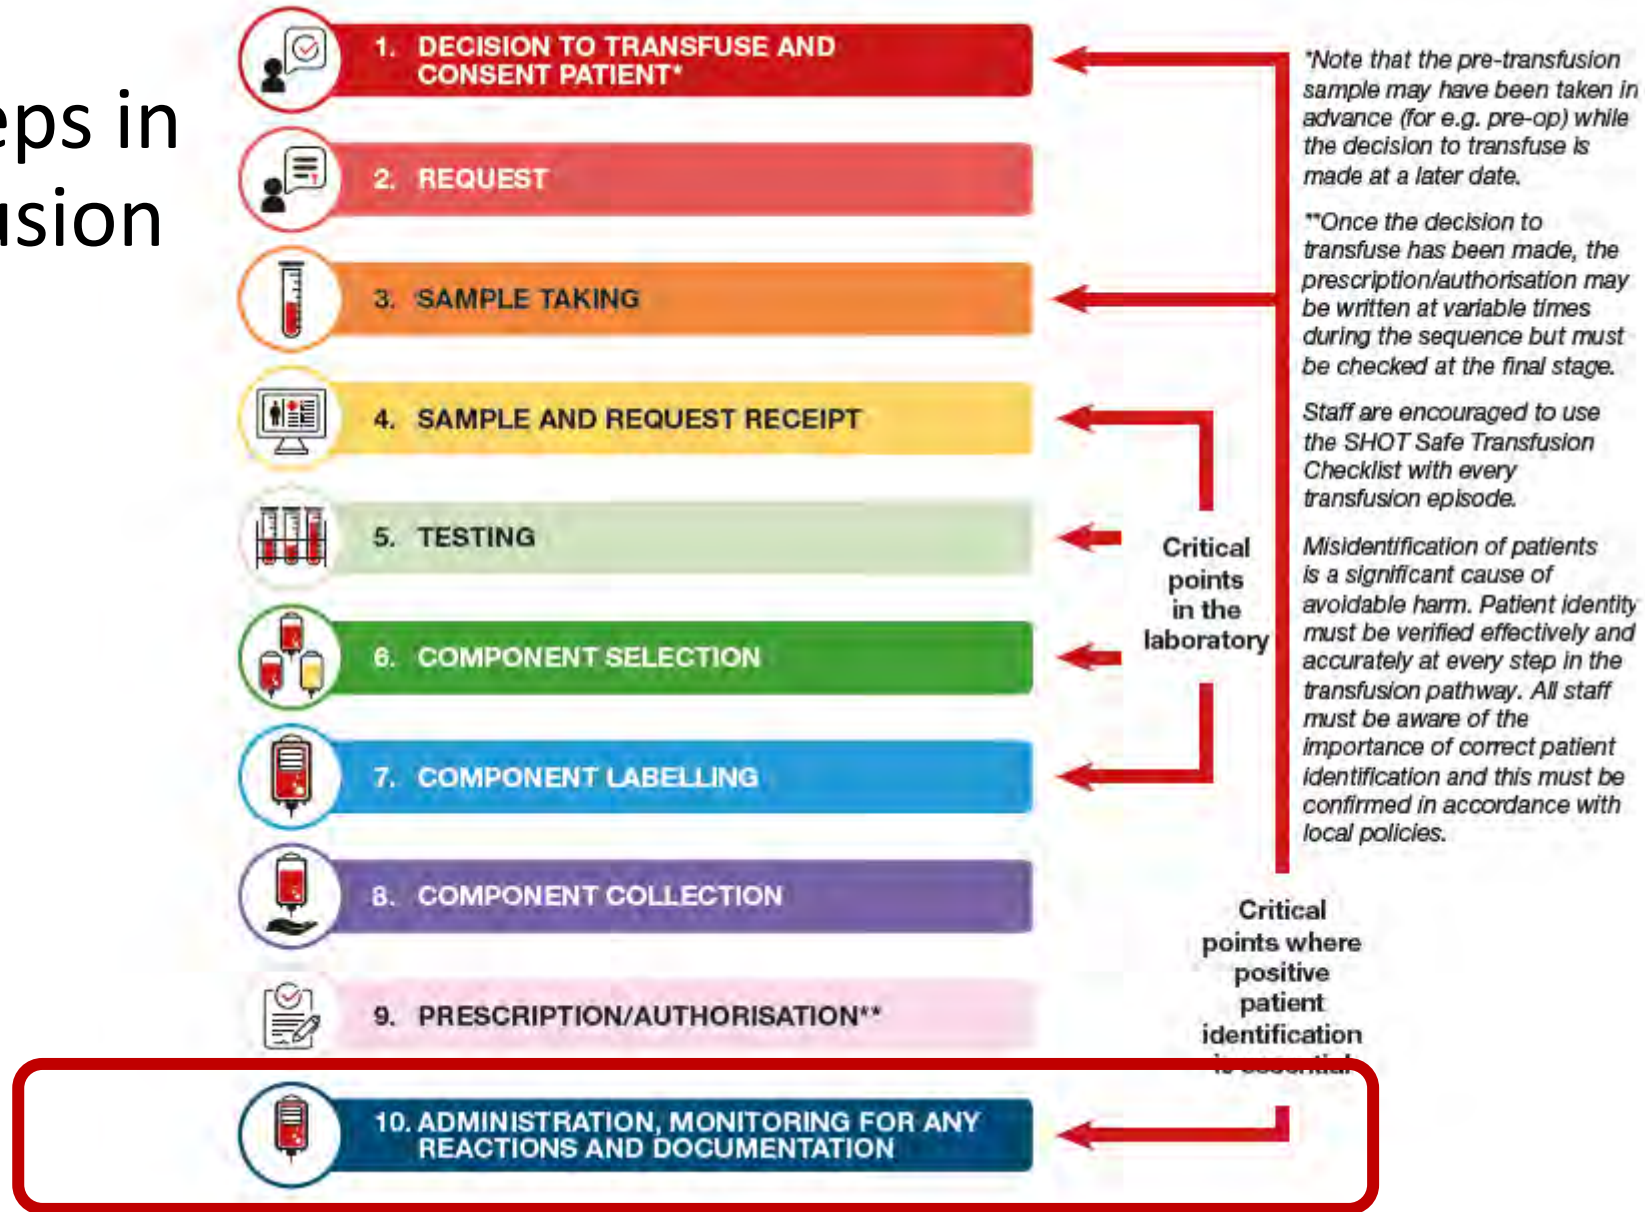 eps in
usion
1. DECISION TO TRANSFUSE AND
CONSENT PATIENT*
2. REQUEST
3. SAMPLE TAKING
4. SAMPLE AND REQUEST RECEIPT
5. TESTING
6. COMPONENT SELECTION
7. COMPONENT LABELLING
8. COMPONENT COLLECTION
9. PRESCRIPTION/AUTHORISATION**
10. ADMINISTRATION, MONITORING FOR ANY
REACTIONS AND DOCUMENTATION
Critical
points
in the
laboratory
Critical
points where
positive
patient
identification
is essential
*Note that the pre-transfusion
sample may have been taken in
advance (for e.g. pre-op) while
the decision to transfuse is
made at a later date.
**Once the decision to
transfuse has been made, the
prescription/authorisation may
be written at variable times
during the sequence but must
be checked at the final stage.
Staff are encouraged to use
the SHOT Safe Transfusion
Checklist with every
transfusion episode.
Misidentification of patients
is a significant cause of
avoidable harm. Patient identity
must be verified effectively and
accurately at every step in the
transfusion pathway. All staff
must be aware of the
importance of correct patient
identification and this must be
confirmed in accordance with
local policies.